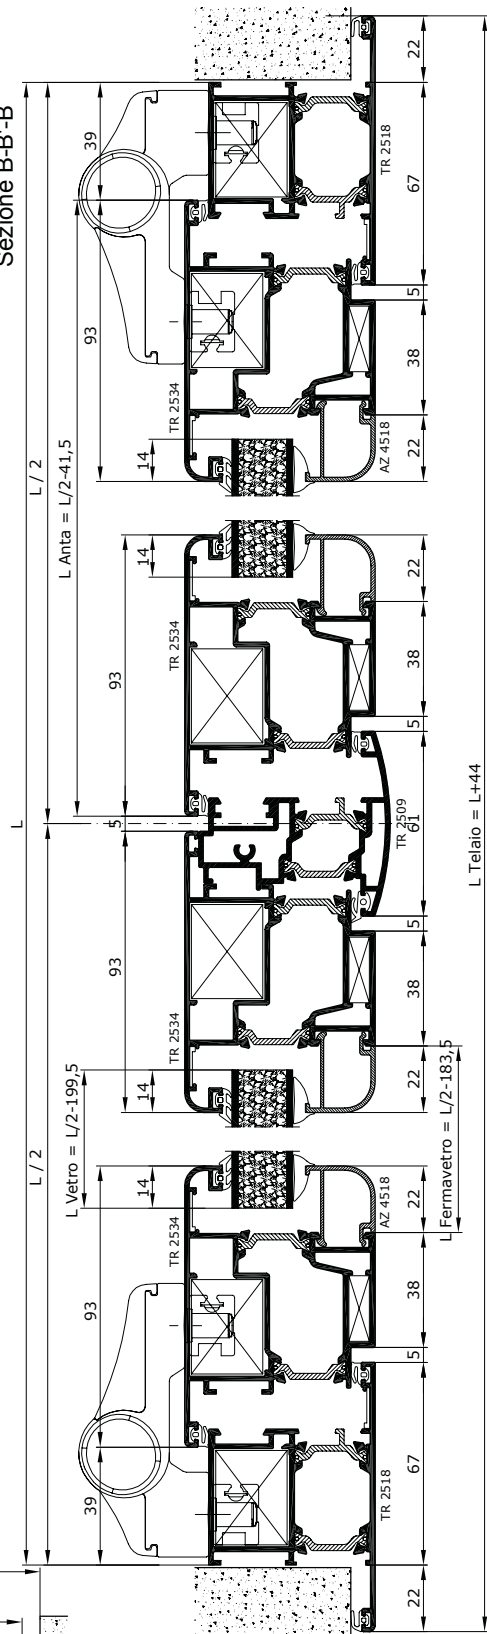 Sezione B-B'-B
L
L / 2
L / 2
L Vetro = L/2-199,5
L Anta = L/2-41,5
39
93
93
5
93
93
39
14
14
14
14
TR 2534
TR 2534
TR 2534
TR 2534
TR 2518
AZ 4518
TR 2509
AZ 4518
TR 2518
22
67
5
38
22
22
38
5
61
5
38
22
22
38
5
67
22
L Fermavetro = L/2-183,5
L Telaio = L+44